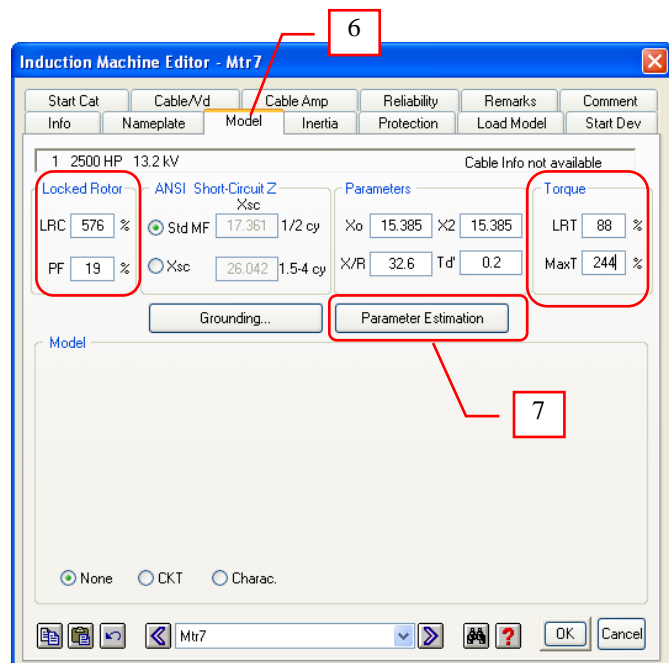 6
Induction Machine Editor - Mtr7
Start Cat Cable/Vd Cable Amp Reliability Remarks Comment
Info Nameplate Model Inertia Protection Load Model Start Dev
1 2500 HP 13.2 kV Cable Info not available
Locked Rotor ANSI Short-Circuit Z Parameters Torque
Xsc
LRC 576 % Std MF 17.361 1/2 cy Xo 15.385 X2 15.385 LRT 88 %
PF 19 % Xsc 26.042 1.5-4 cy X/R 32.6 Td' 0.2 MaxT 244 %
Grounding... Parameter Estimation
Model
7
None CKT Charac.
Mtr7 ? OK Cancel